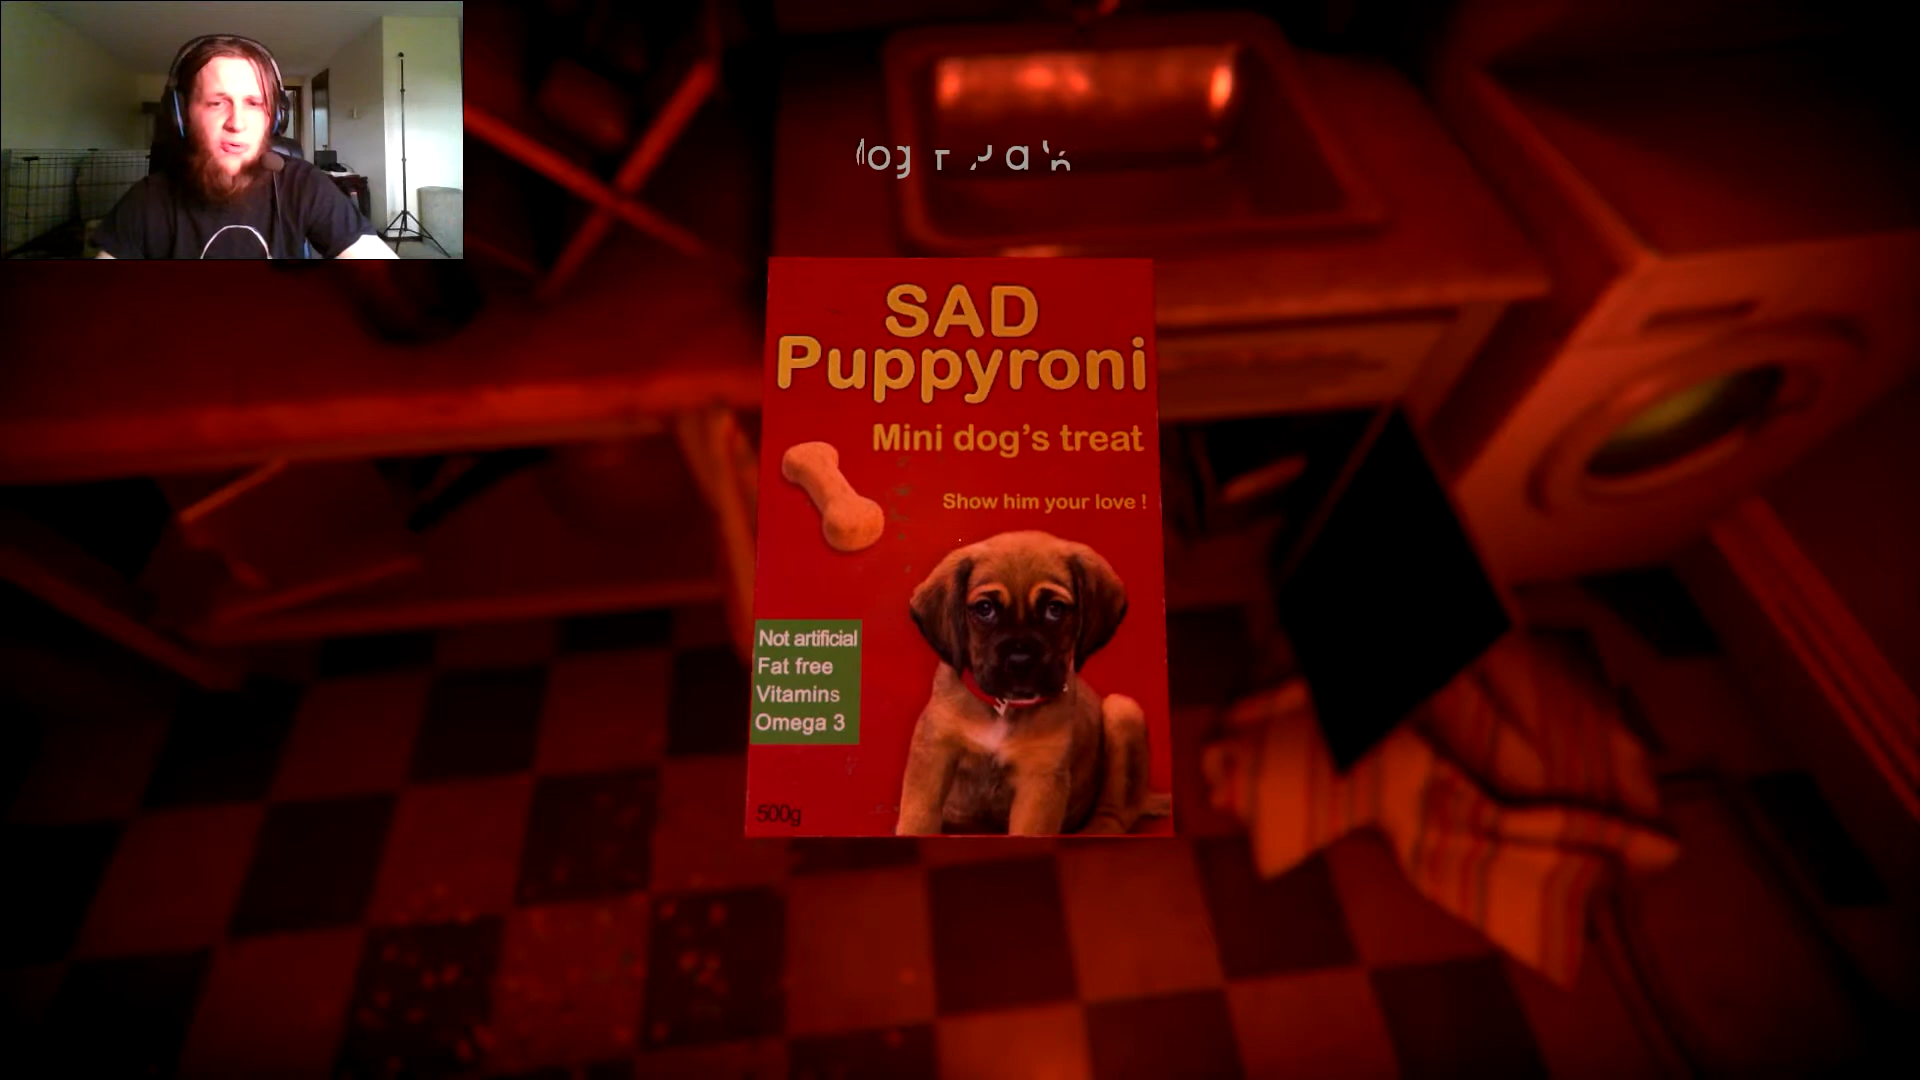 SAD
Puppyroni
Mini dog's treat
Show him your love !
Not artificial
Fat free
Vitamins
Omega 3
500g